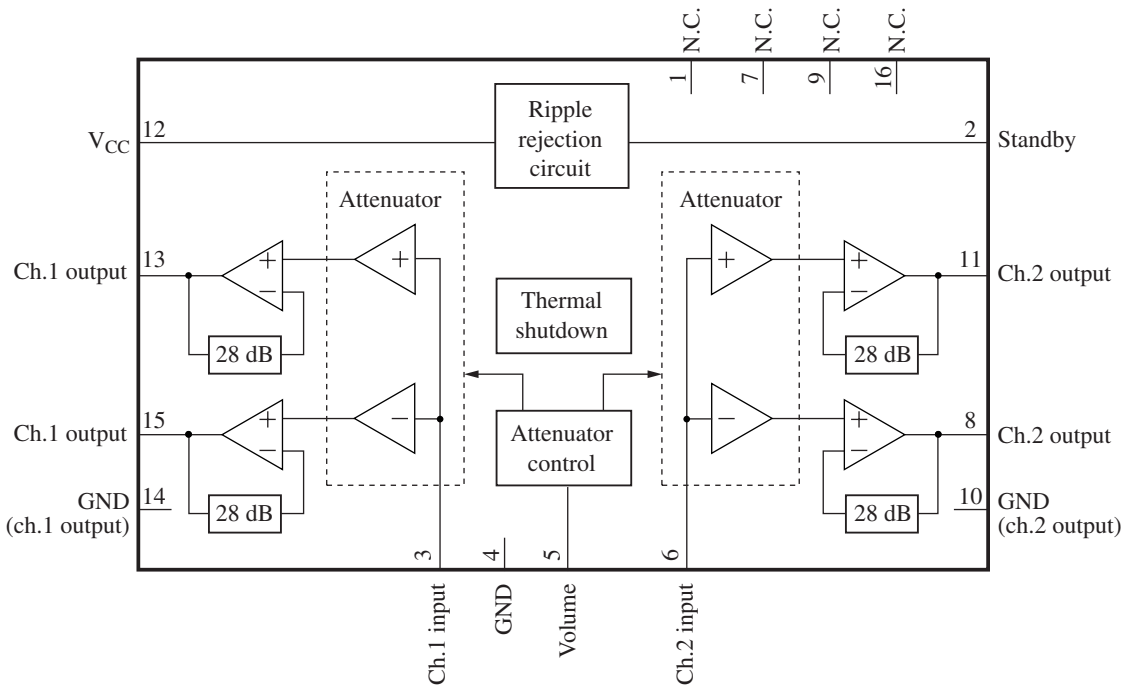 N.C.
N.C.
N.C.
N.C.
1
7
9
16
VCC
12
Ripple
rejection
circuit
2
Standby
Attenuator
Attenuator
Ch.1 output
13
+
−
+
+
+
−
11
Ch.2 output
Thermal
shutdown
28 dB
28 dB
Ch.1 output
15
+
−
−
Attenuator
control
−
+
−
8
Ch.2 output
GND
(ch.1 output)
14
28 dB
28 dB
10
GND
(ch.2 output)
3
4
5
6
Ch.1 input
GND
Volume
Ch.2 input